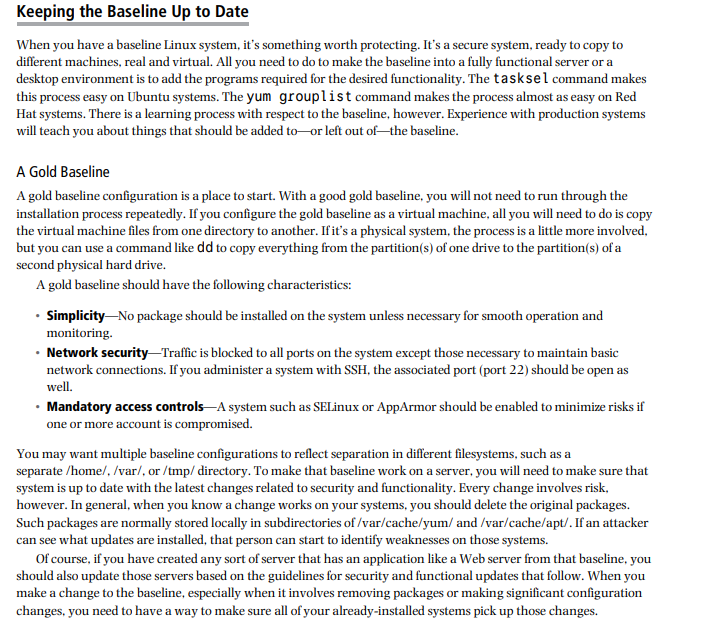 Keeping the Baseline Up to Date
When you have a baseline Linux system, it's something worth protecting. It's a secure system, ready to copy to
different machines, real and virtual. All you need to do to make the baseline into a fully functional server or a
desktop environment is to add the programs required for the desired functionality. The tasksel command makes
this process easy on Ubuntu systems. The yum grouplist command makes the process almost as easy on Red
Hat systems. There is a learning process with respect to the baseline, however. Experience with production systems
will teach you about things that should be added to—or left out of—the baseline.
A Gold Baseline
A gold baseline configuration is a place to start. With a good gold baseline, you will not need to run through the
installation process repeatedly. If you configure the gold baseline as a virtual machine, all you will need to do is copy
the virtual machine files from one directory to another. If it's a physical system, the process is a little more involved,
but you can use a command like dd to copy everything from the partition(s) of one drive to the partition(s) of a
second physical hard drive.
A gold baseline should have the following characteristics:
• Simplicity—No package should be installed on the system unless necessary for smooth operation and
monitoring.
• Network security—Traffic is blocked to all ports on the system except those necessary to maintain basic
network connections. If you administer a system with SSH, the associated port (port 22) should be open as
well.
• Mandatory access controls—A system such as SELinux or AppArmor should be enabled to minimize risks if
one or more account is compromised.
You may want multiple baseline configurations to reflect separation in different filesystems, such as a
separate /home/, /var/, or /tmp/ directory. To make that baseline work on a server, you will need to make sure that
system is up to date with the latest changes related to security and functionality. Every change involves risk,
however. In general, when you know a change works on your systems, you should delete the original packages.
Such packages are normally stored locally in subdirectories of /var/cache/yum/ and /var/cache/apt/. If an attacker
can see what updates are installed, that person can start to identify weaknesses on those systems.
Of course, if you have created any sort of server that has an application like a Web server from that baseline, you
should also update those servers based on the guidelines for security and functional updates that follow. When you
make a change to the baseline, especially when it involves removing packages or making significant configuration
changes, you need to have a way to make sure all of your already-installed systems pick up those changes.